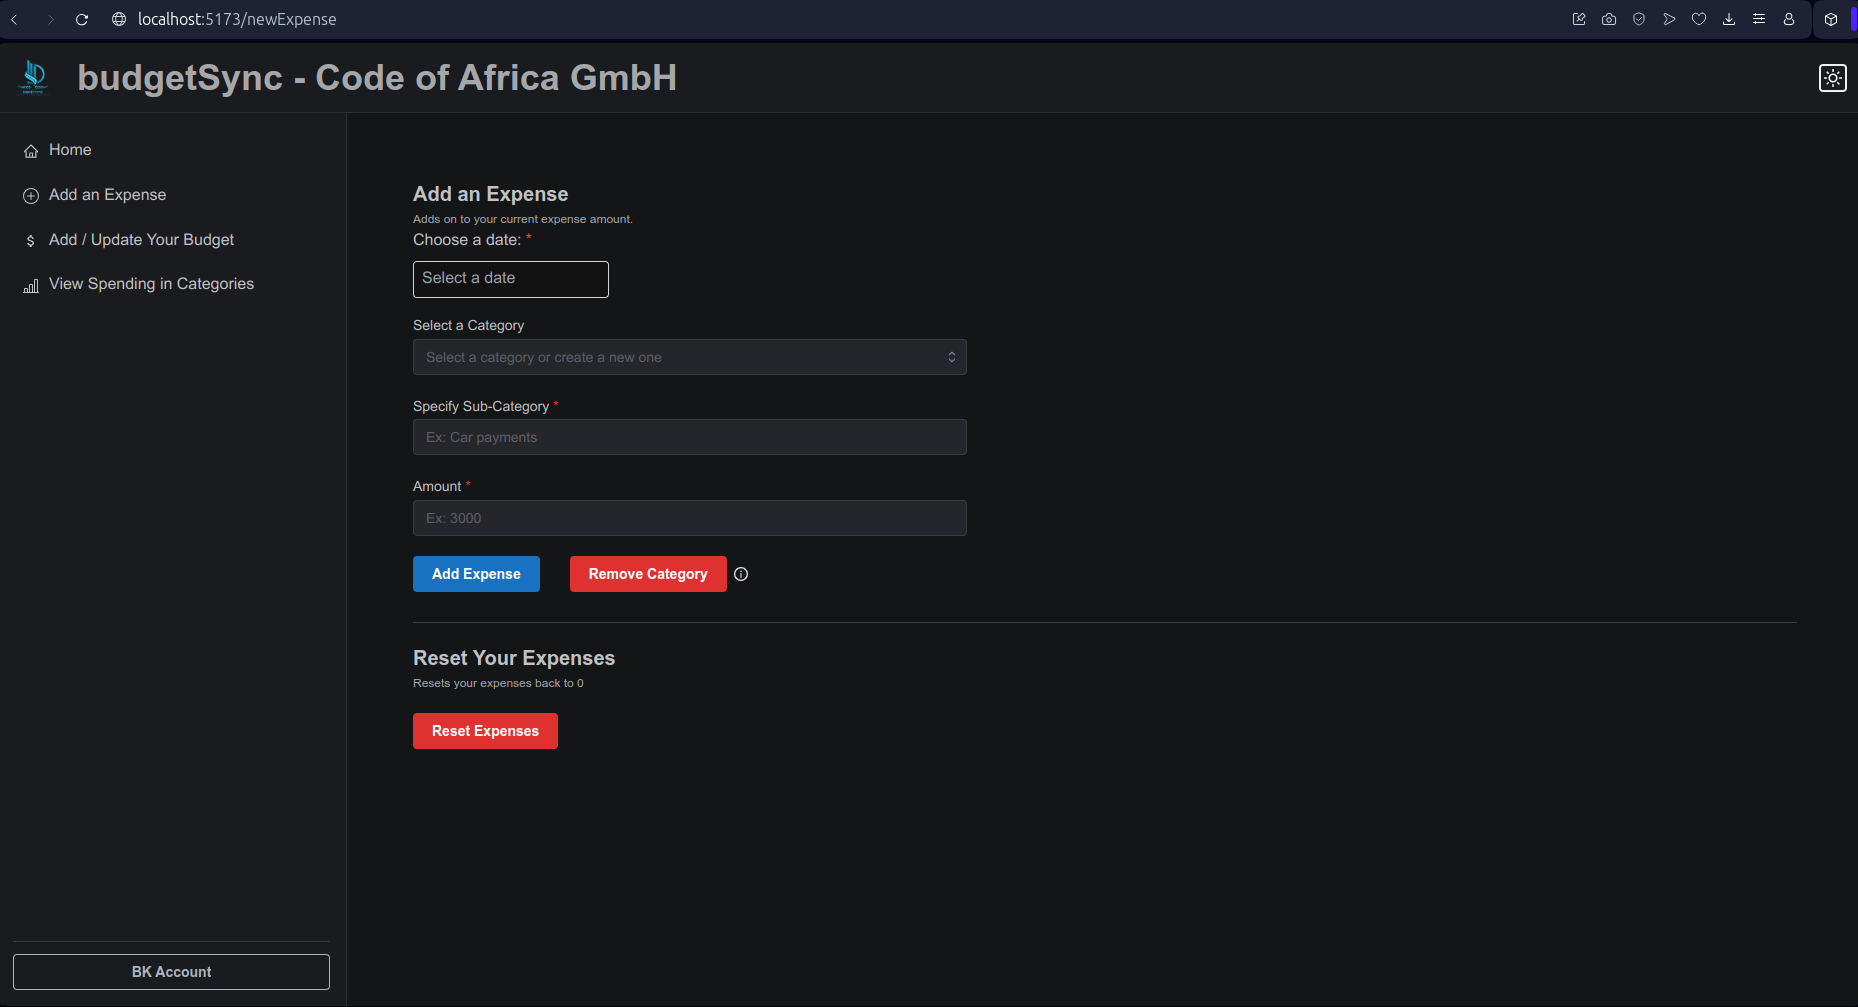 localhost:5173/newExpense
budgetSync - Code of Africa GmbH
Home
Add an Expense
Add / Update Your Budget
View Spending in Categories
Add an Expense
Adds on to your current expense amount.
Choose a date: *
Select a date
Select a Category
Select a category or create a new one
Specify Sub-Category *
Ex: Car payments
Amount *
Ex: 3000
Add Expense
Remove Category
Reset Your Expenses
Resets your expenses back to 0
Reset Expenses
BK Account